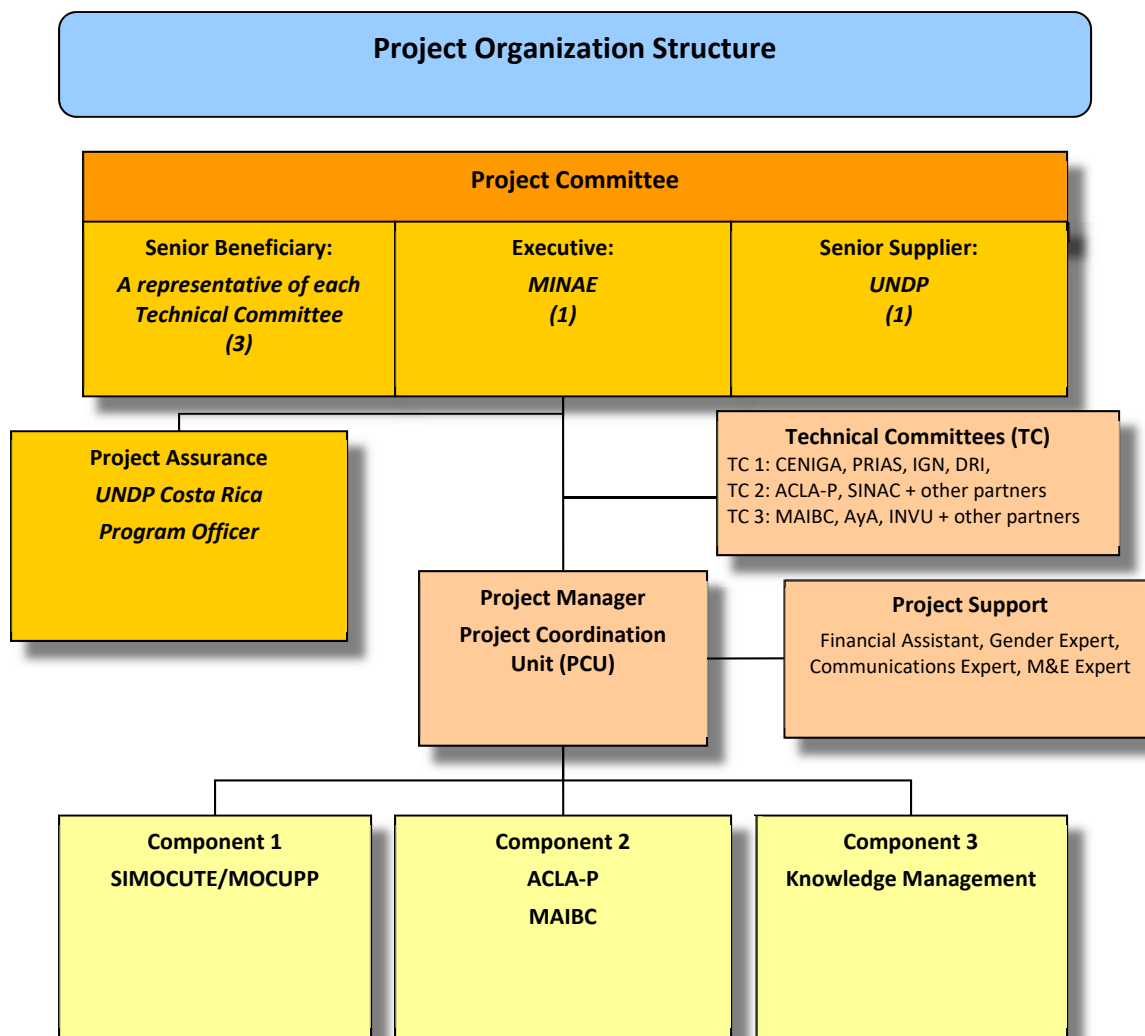 Project Organization Structure
Project Committee
Senior Beneficiary:
A representative of each
Technical Committee
(3)
Executive:
MINAE
(1)
Senior Supplier:
UNDP
(1)
Project Assurance
UNDP Costa Rica
Program Officer
Technical Committees (TC)
TC 1: CENIGA, PRIAS, IGN, DRI,
TC 2: ACLA-P, SINAC + other partners
TC 3: MAIBC, AyA, INVU + other partners
Project Manager
Project Coordination
Unit (PCU)
Project Support
Financial Assistant, Gender Expert,
Communications Expert, M&E Expert
Component 1
SIMOCUTE/MOCUPP
Component 2
ACLA-P
MAIBC
Component 3
Knowledge Management